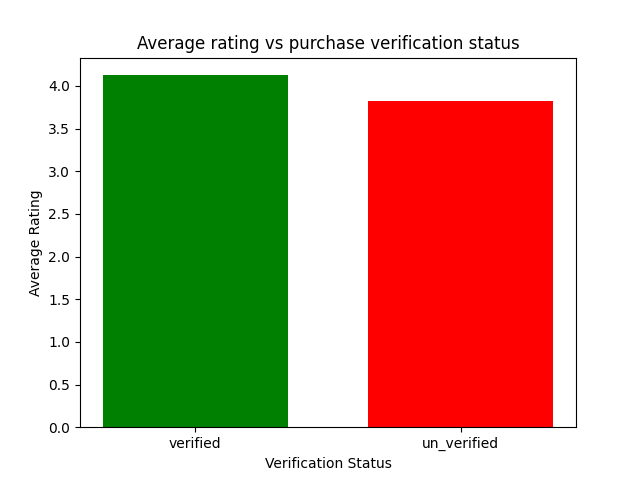 Average rating vs purchase verification status
4.0
3.5
3.0
2.5
2.0
1.5
1.0
0.5
0.0
Average Rating
verified
un_verified
Verification Status